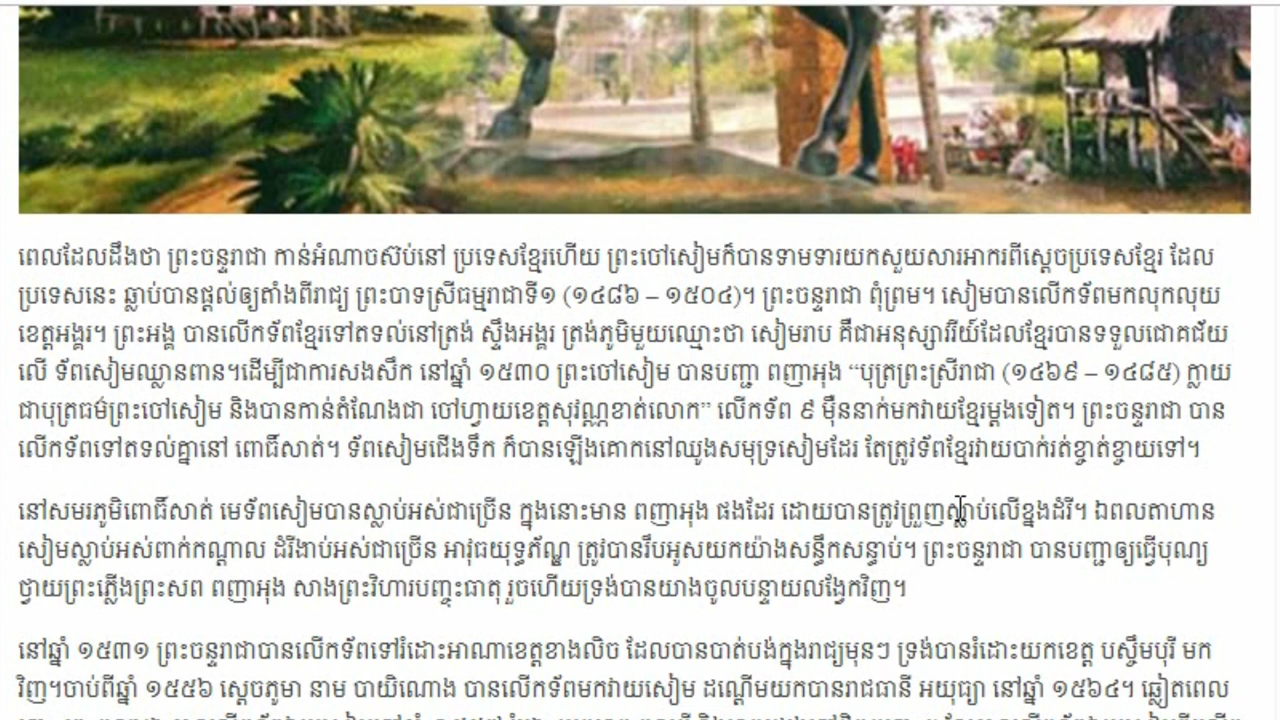 ពេលដែលដឹងថា ព្រះចន្ទរាជា កាន់អំណាចស៊ប់នៅ ប្រទេសខ្មែរហើយ ព្រះចៅសៀមក៏បានទាមទារយកសួយសារអាករពីស្ដេចប្រទេសខ្មែរ ដែល
ប្រទេសនេះ ធ្លាប់បានផ្ដល់ឲ្យតាំងពីរាជ្យ ព្រះបាទស្រីធម្មរាជាទី១ (១៤៨៦ – ១៥០៤)។ ព្រះចន្ទរាជា ពុំព្រម។ សៀមបានលើកទ័ពមកលុកលុយ
ខេត្តអង្គរ។ ព្រះអង្គ បានលើកទ័ពខ្មែរទៅតទល់នៅត្រង់ ស្ទឹងអង្គរ ត្រង់ភូមិមួយឈ្មោះថា សៀមរាប គឺជាអនុស្សាវរីយ៍ដែលខ្មែរបានទទួលជោគជ័យ
លើ ទ័ពសៀមឈ្លានពាន។ដើម្បីជាការសងសឹក នៅឆ្នាំ ១៥៣០ ព្រះចៅសៀម បានបញ្ជា ពញាអុង “បុត្រព្រះស្រីរាជា (១៤៦៩ – ១៤៨៥) ក្លាយ
ជាបុត្រធម៌ព្រះចៅសៀម និងបានកាន់តំណែងជា ចៅហ្វាយខេត្តសុវណ្ណខាត់លោក” លើកទ័ព ៩ ម៉ឺននាក់មកវាយខ្មែរម្ដងទៀត។ ព្រះចន្ទរាជា បាន
លើកទ័ពទៅតទល់គ្នានៅ ពោធិ៍សាត់។ ទ័ពសៀមជើងទឹក ក៏បានឡើងគោកនៅឈូងសមុទ្រសៀមដែរ តែត្រូវទ័ពខ្មែរវាយបាក់រត់ខ្ចាត់ខ្ចាយទៅ។
នៅសមរភូមិពោធិ៍សាត់ មេទ័ពសៀមបានស្លាប់អស់ជាច្រើន ក្នុងនោះមាន ពញាអុង ផងដែរ ដោយបានត្រូវព្រួញស្លាប់លើខ្នងដំរី។ ឯពលតាហាន
សៀមស្លាប់អស់ពាក់កណ្ដាល ដំរីងាប់អស់ជាច្រើន អាវុធយុទ្ធភ័ណ្ឌ ត្រូវបានរឹបអូសយកយ៉ាងសន្ធឹកសន្ធាប់។ ព្រះចន្ទរាជា បានបញ្ជាឲ្យធ្វើបុណ្យ
ថ្វាយព្រះភ្លើងព្រះសព ពញាអុង សាងព្រះវិហារបញ្ចុះធាតុ រួចហើយទ្រង់បានយាងចូលបន្ទាយលង្វែកវិញ។
នៅឆ្នាំ ១៥៣១ ព្រះចន្ទរាជាបានលើកទ័ពទៅរំដោះអាណាខេត្តខាងលិច ដែលបានបាត់បង់ក្នុងរាជ្យមុនៗ ទ្រង់បានរំដោះយកខេត្ត បស្ចឹមបុរី មក
វិញ។ចាប់ពីឆ្នាំ ១៥៥៦ ស្ដេចភូមា នាម បាយិណោង បានលើកទ័ពមកវាយសៀម ដណ្ដើមយកបានរាជធានី អយុធ្យា នៅឆ្នាំ ១៥៦៤។ ឆ្លៀតពេល